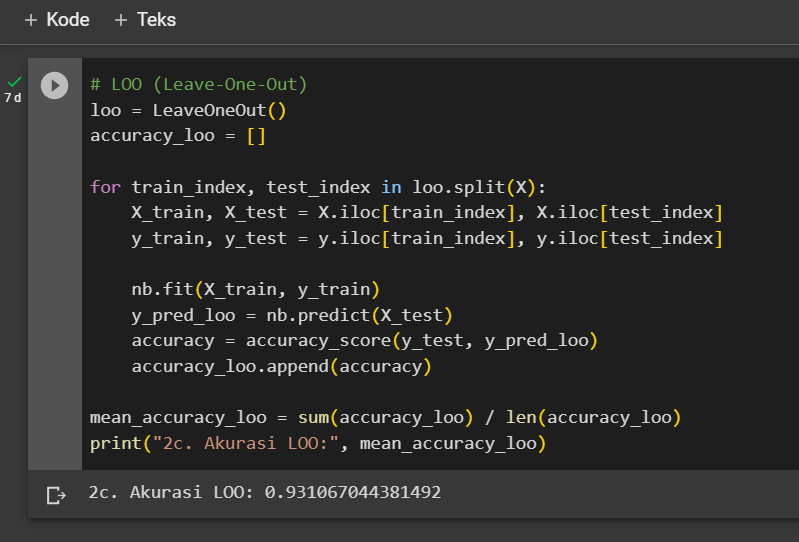 + Kode + Teks
7 d
# LOO (Leave-One-Out)
loo = LeaveOneOut()
accuracy_loo = []
for train_index, test_index in loo.split(X):
    X_train, X_test = X.iloc[train_index], X.iloc[test_index]
    y_train, y_test = y.iloc[train_index], y.iloc[test_index]
    nb.fit(X_train, y_train)
    y_pred_loo = nb.predict(X_test)
    accuracy = accuracy_score(y_test, y_pred_loo)
    accuracy_loo.append(accuracy)
mean_accuracy_loo = sum(accuracy_loo) / len(accuracy_loo)
print("2c. Akurasi LOO:", mean_accuracy_loo)
2c. Akurasi LOO: 0.931067044381492